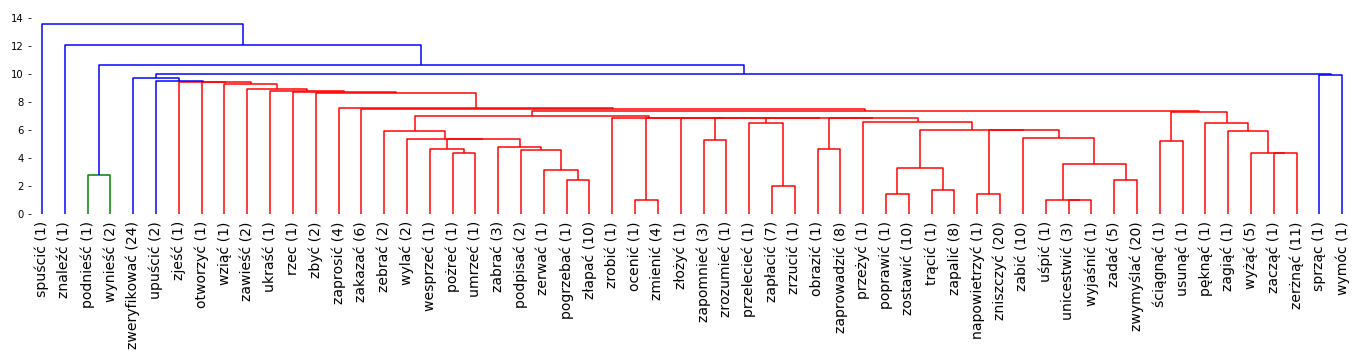 14
12
10
8
6
4
2
0
spuścić (1)
znaleźć (1)
podnieść (1)
wynieść (2)
zweryfikować (24)
upuścić (2)
zjeść (1)
otworzyć (1)
wziąć (1)
zawieść (2)
ukraść (1)
rzec (1)
zbyć (2)
zaprosić (4)
zakazać (6)
zebrać (2)
wylać (2)
wesprzeć (1)
pożreć (1)
umrzeć (1)
zabrać (3)
podpisać (2)
zerwać (1)
pogrzebać (1)
złapać (10)
zrobić (1)
ocenić (1)
zmienić (4)
złożyć (1)
zapomnieć (3)
zrozumieć (1)
przelecieć (1)
zapłacić (7)
zrzucić (1)
obrazić (1)
zaprowadzić (8)
przeżyć (1)
poprawić (1)
zostawić (10)
trącić (1)
zapalić (8)
napowietrzyć (1)
zniszczyć (20)
zabić (10)
uśpić (1)
unicestwić (3)
wyjaśnić (1)
zadać (5)
zwymyślać (20)
ściągnąć (1)
usunąć (1)
pęknąć (1)
zagiąć (1)
wyżąć (5)
zacząć (1)
zerżnąć (11)
sprząc (1)
wymóc (1)